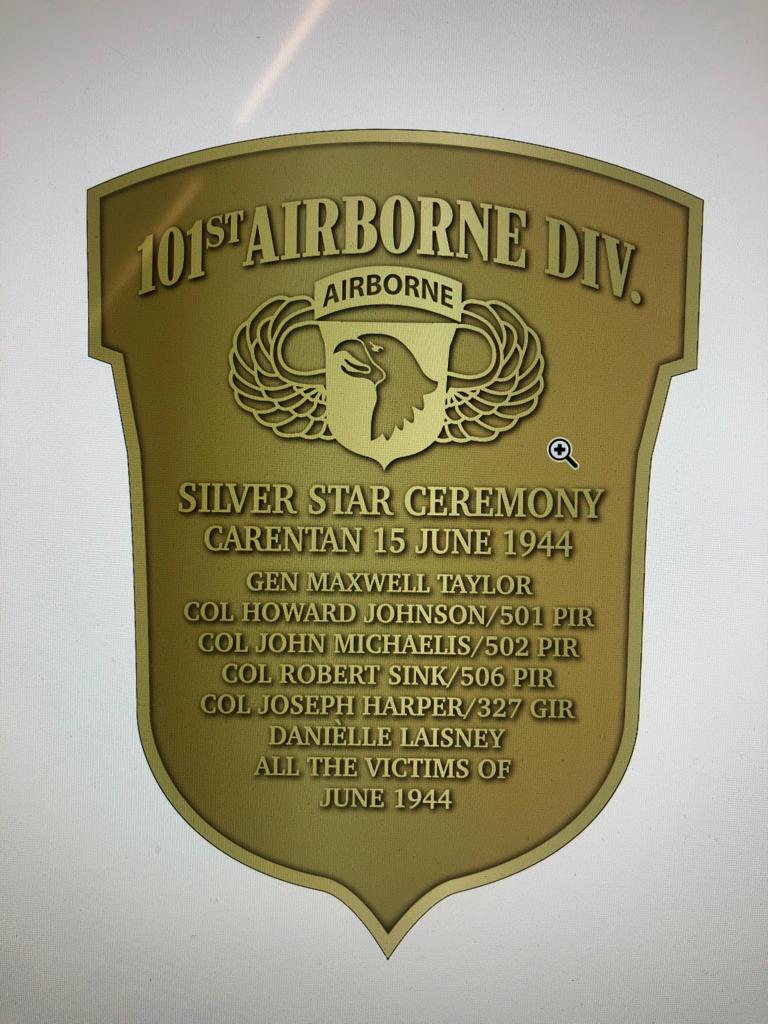 101ST AIRBORNE DIV.
AIRBORNE
SILVER STAR CEREMONY
CARENTAN 15 JUNE 1944
GEN MAXWELL TAYLOR
COL HOWARD JOHNSON/501 PIR
COL JOHN MICHAELIS/502 PIR
COL ROBERT SINK/506 PIR
COL JOSEPH HARPER/327 GIR
DANIÈLLE LAISNEY
ALL THE VICTIMS OF
JUNE 1944